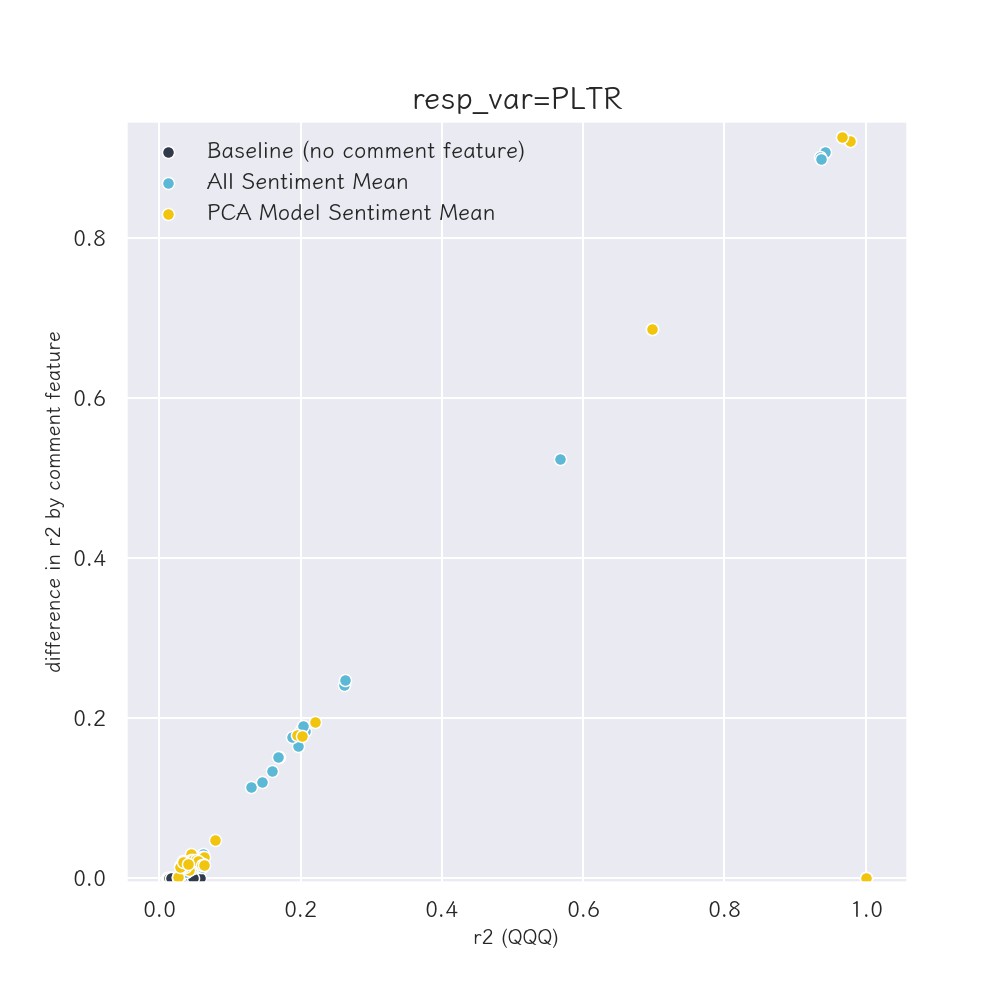 resp_var=PLTR
Baseline (no comment feature)
All Sentiment Mean
PCA Model Sentiment Mean
difference in r2 by comment feature
0.8
0.6
0.4
0.2
0.0
0.0 0.2 0.4 0.6 0.8 1.0
r2 (QQQ)